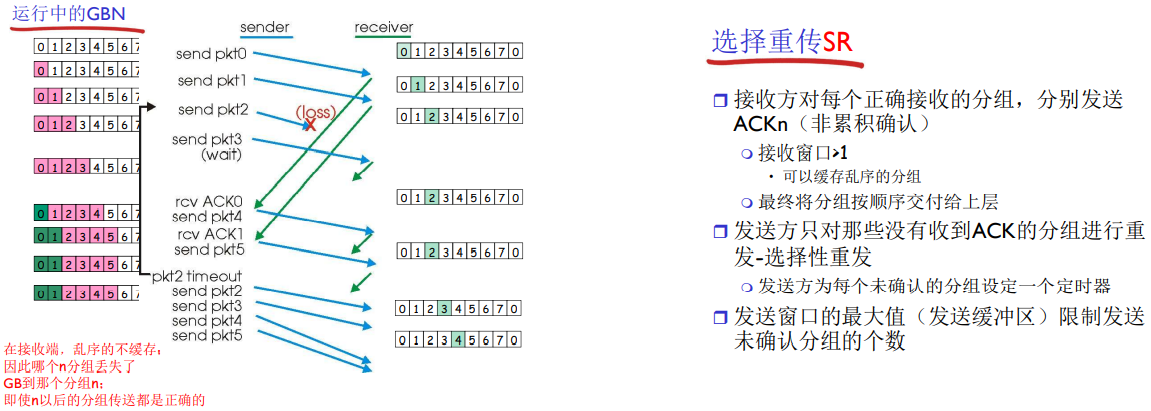 运行中的GBN
sender
receiver
0 1 2 3 4 5 6 7
send pkt0
0 1 2 3 4 5 6 7 0
0 1 2 3 4 5 6 7
send pkt1
0 1 2 3 4 5 6 7 0
0 1 2 3 4 5 6 7
send pkt2
(loss)
X
0 1 2 3 4 5 6 7 0
0 1 2 3 4 5 6 7
send pkt3
(wait)
0 1 2 3 4 5 6 7
rcv ACK0
0 1 2 3 4 5 6 7 0
0 1 2 3 4 5 6 7
send pkt4
rcv ACK1
0 1 2 3 4 5 6 7
send pkt5
0 1 2 3 4 5 6 7 0
0 1 2 3 4 5 6 7
pkt2 timeout
0 1 2 3 4 5 6 7
send pkt2
send pkt3
0 1 2 3 4 5 6 7 0
send pkt4
send pkt5
0 1 2 3 4 5 6 7 0
在接收端，乱序的不缓存；
因此哪个n分组丢失了
GB到那个分组n；
即使n以后的分组传送都是正确的
选择重传SR
接收方对每个正确接收的分组，分别发送
ACKn（非累积确认）
接收窗口>1
• 可以缓存乱序的分组
最终将分组按顺序交付给上层
发送方只对那些没有收到ACK的分组进行重
发-选择性重发
发送方为每个未确认的分组设定一个定时器
发送窗口的最大值（发送缓冲区）限制发送
未确认分组的个数